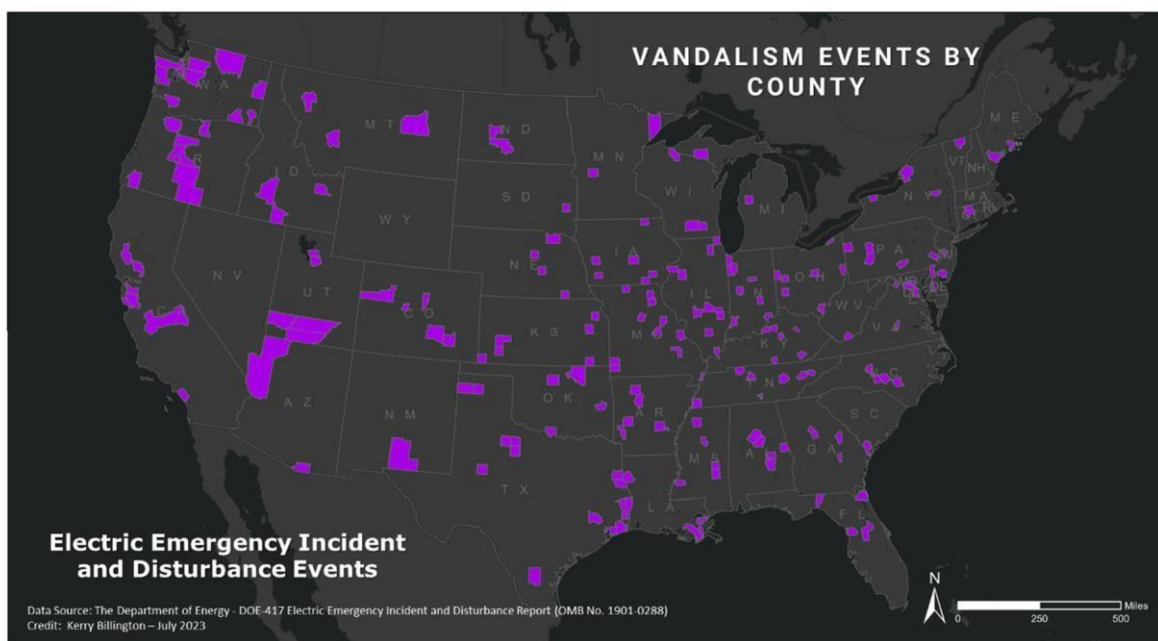 VANDALISM EVENTS BY
COUNTY
WA
MT
ND
MN
ME
VT
NH
OR
ID
SD
WI
MI
NY
MA
RI
WY
NV
UT
CO
NE
IA
IL
IN
OH
PA
NJ
DE
CA
KS
MO
KY
WV
VA
AZ
NM
OK
AR
TN
NC
SC
TX
LA
MS
AL
GA
FL
Electric Emergency Incident
and Disturbance Events
Data Source: The Department of Energy - DOE-417 Electric Emergency Incident and Disturbance Report (OMB No. 1901-0288)
Credit: Kerry Billington – July 2023
N
Miles
0 250 500